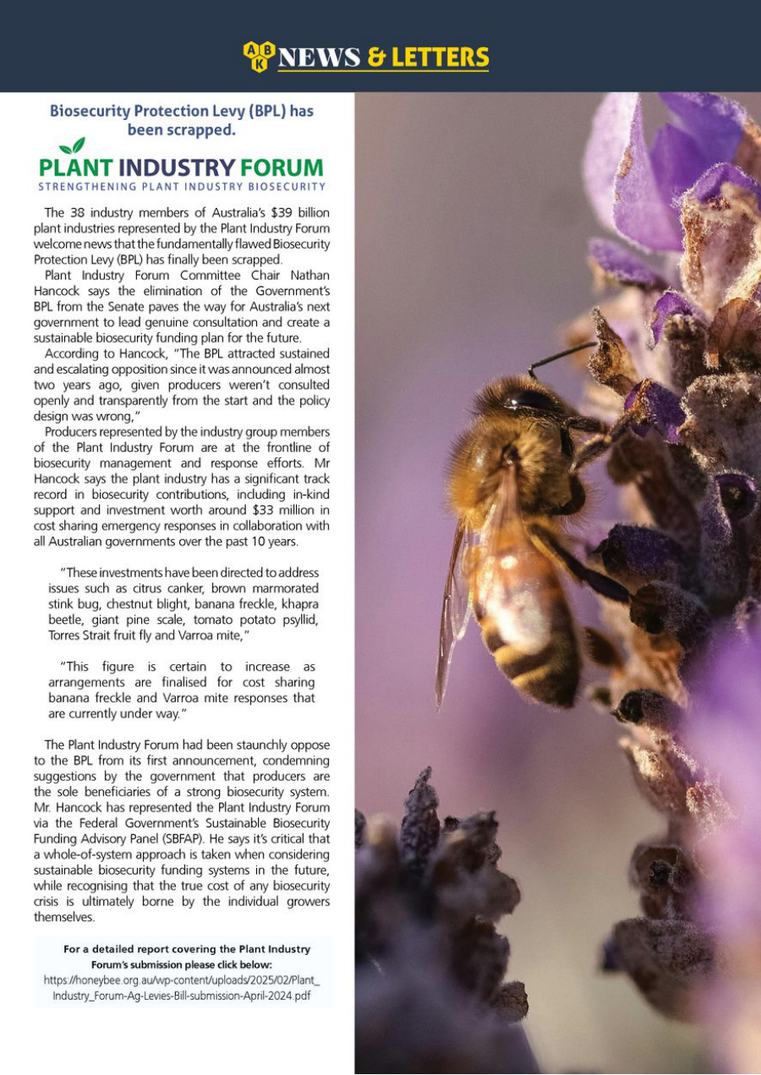 A B K NEWS & LETTERS
Biosecurity Protection Levy (BPL) has
been scrapped.
PLANT INDUSTRY FORUM
STRENGTHENING PLANT INDUSTRY BIOSECURITY
The 38 industry members of Australia's $39 billion
plant industries represented by the Plant Industry Forum
welcome news that the fundamentally flawed Biosecurity
Protection Levy (BPL) has finally been scrapped.
Plant Industry Forum Committee Chair Nathan
Hancock says the elimination of the Government's
BPL from the Senate paves the way for Australia's next
government to lead genuine consultation and create a
sustainable biosecurity funding plan for the future.
According to Hancock, “The BPL attracted sustained
and escalating opposition since it was announced almost
two years ago, given producers weren't consulted
openly and transparently from the start and the policy
design was wrong,”
Producers represented by the industry group members
of the Plant Industry Forum are at the frontline of
biosecurity management and response efforts. Mr
Hancock says the plant industry has a significant track
record in biosecurity contributions, including in-kind
support and investment worth around $33 million in
cost sharing emergency responses in collaboration with
all Australian governments over the past 10 years.
“These investments have been directed to address
issues such as citrus canker, brown marmorated
stink bug, chestnut blight, banana freckle, khapra
beetle, giant pine scale, tomato potato psyllid,
Torres Strait fruit fly and Varroa mite,”
“This figure is certain to increase as
arrangements are finalised for cost sharing
banana freckle and Varroa mite responses that
are currently under way.”
The Plant Industry Forum had been staunchly oppose
to the BPL from its first announcement, condemning
suggestions by the government that producers are
the sole beneficiaries of a strong biosecurity system.
Mr. Hancock has represented the Plant Industry Forum
via the Federal Government's Sustainable Biosecurity
Funding Advisory Panel (SBFAP). He says it's critical that
a whole-of-system approach is taken when considering
sustainable biosecurity funding systems in the future,
while recognising that the true cost of any biosecurity
crisis is ultimately borne by the individual growers
themselves.
For a detailed report covering the Plant Industry
Forum's submission please click below:
https://honeybee.org.au/wp-content/uploads/2025/02/Plant_
Industry_Forum-Ag-Levies-Bill-submission-April-2024.pdf